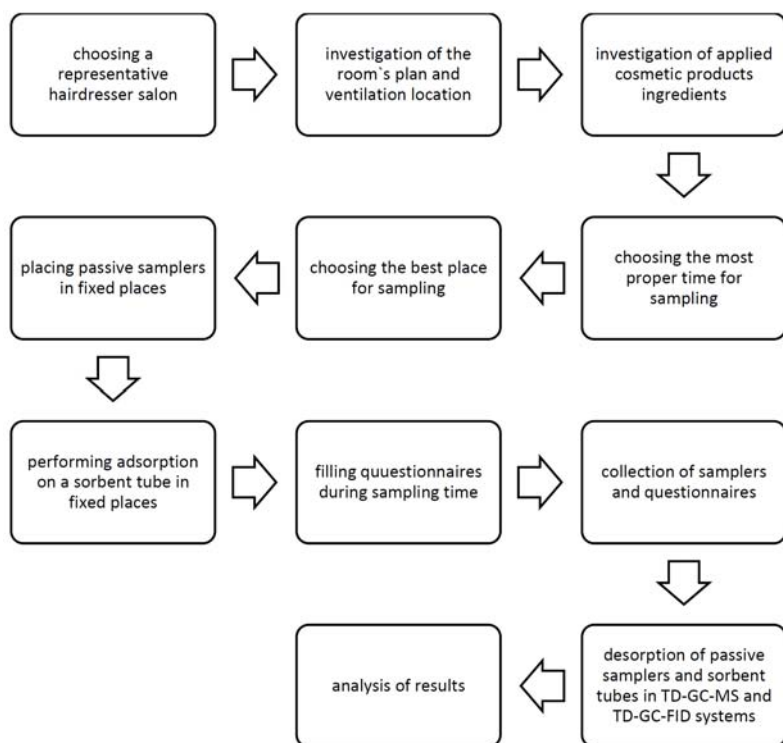 choosing a
representative
hairdresser salon
investigation of the
room`s plan and
ventilation location
investigation of applied
cosmetic products
ingredients
choosing the most
proper time for
sampling
choosing the best place
for sampling
placing passive samplers
in fixed places
performing adsorption
on a sorbent tube in
fixed places
filling quuestionnaires
during sampling time
collection of samplers
and questionnaires
desorption of passive
samplers and sorbent
tubes in TD-GC-MS and
TD-GC-FID systems
analysis of results